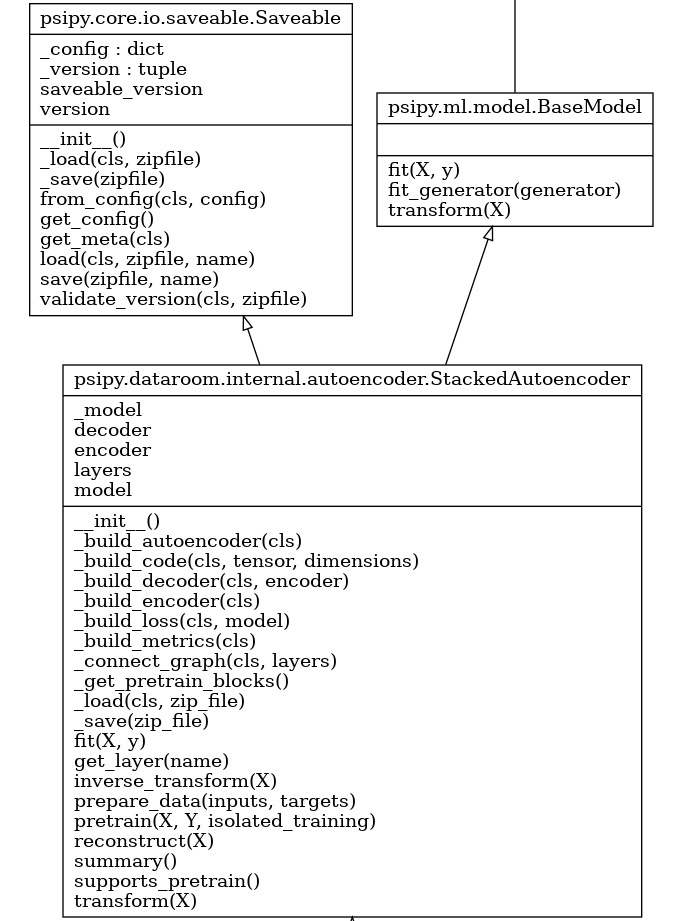 psipy.core.io.saveable.Saveable
_config : dict
_version : tuple
saveable_version
version
__init__()
_load(cls, zipfile)
_save(zipfile)
from_config(cls, config)
get_config()
get_meta(cls)
load(cls, zipfile, name)
save(zipfile, name)
validate_version(cls, zipfile)
psipy.ml.model.BaseModel
fit(X, y)
fit_generator(generator)
transform(X)
psipy.dataroom.internal.autoencoder.StackedAutoencoder
_model
decoder
encoder
layers
model
__init__()
_build_autoencoder(cls)
_build_code(cls, tensor, dimensions)
_build_decoder(cls, encoder)
_build_encoder(cls)
_build_loss(cls, model)
_build_metrics(cls)
_connect_graph(cls, layers)
_get_pretrain_blocks()
_load(cls, zip_file)
_save(zip_file)
fit(X, y)
get_layer(name)
inverse_transform(X)
prepare_data(inputs, targets)
pretrain(X, Y, isolated_training)
reconstruct(X)
summary()
supports_pretrain()
transform(X)